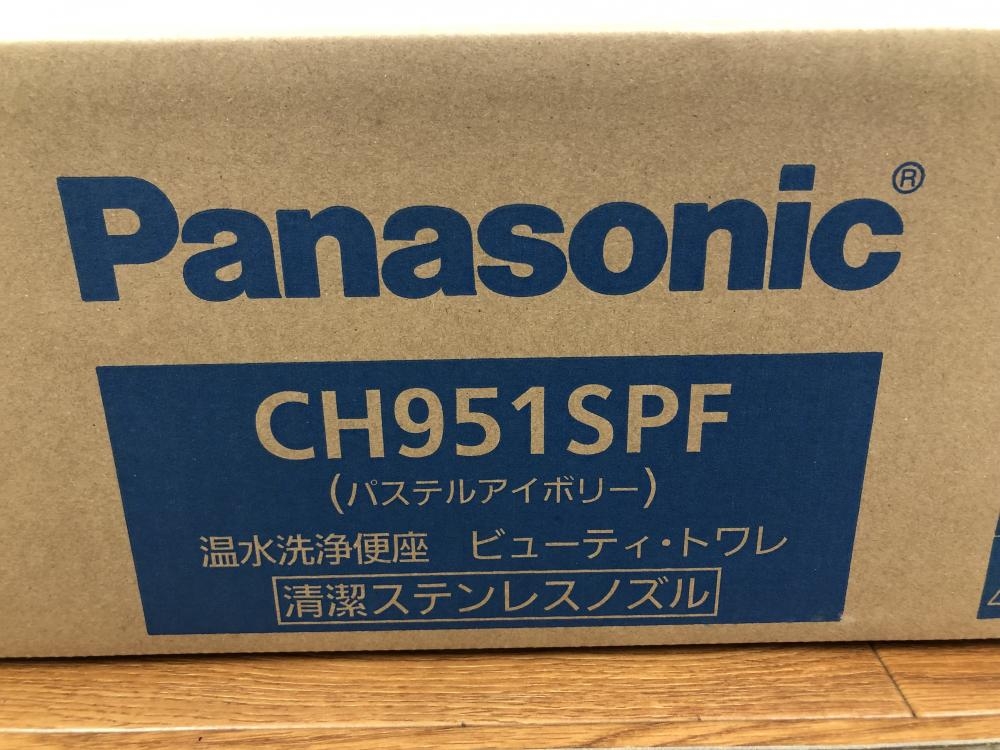 Panasonic®
CH951SPF
(パステルアイボリー)
温水洗浄便座 ビューティ・トワレ
清潔ステンレスノズル